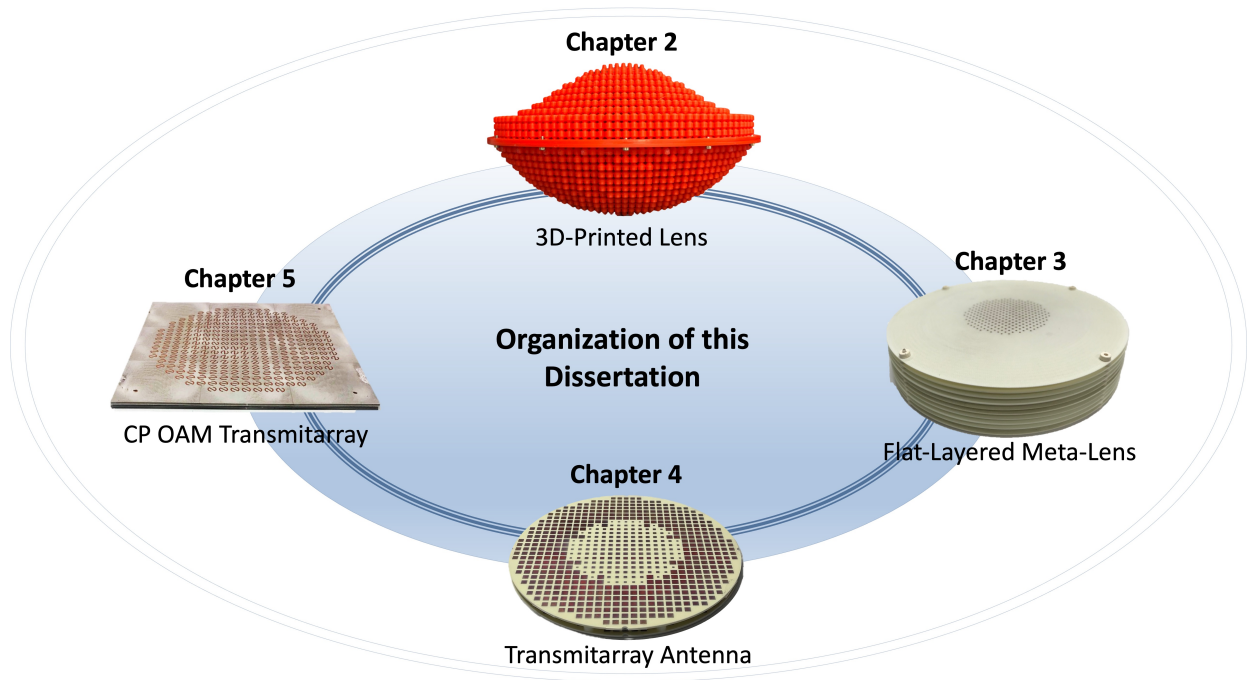 Chapter 2
3D-Printed Lens
Chapter 5
Chapter 3
Organization of this
Dissertation
CP OAM Transmitarray
Flat-Layered Meta-Lens
Chapter 4
Transmitarray Antenna